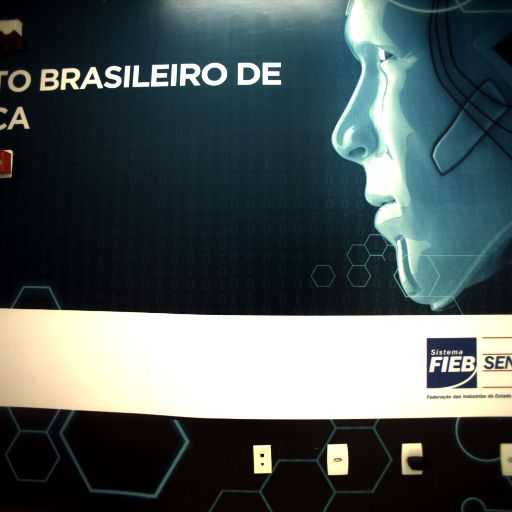 TO BRASILEIRO DE
CA
Sistema
FIEB
SEN
Federação das Indústrias do Estado